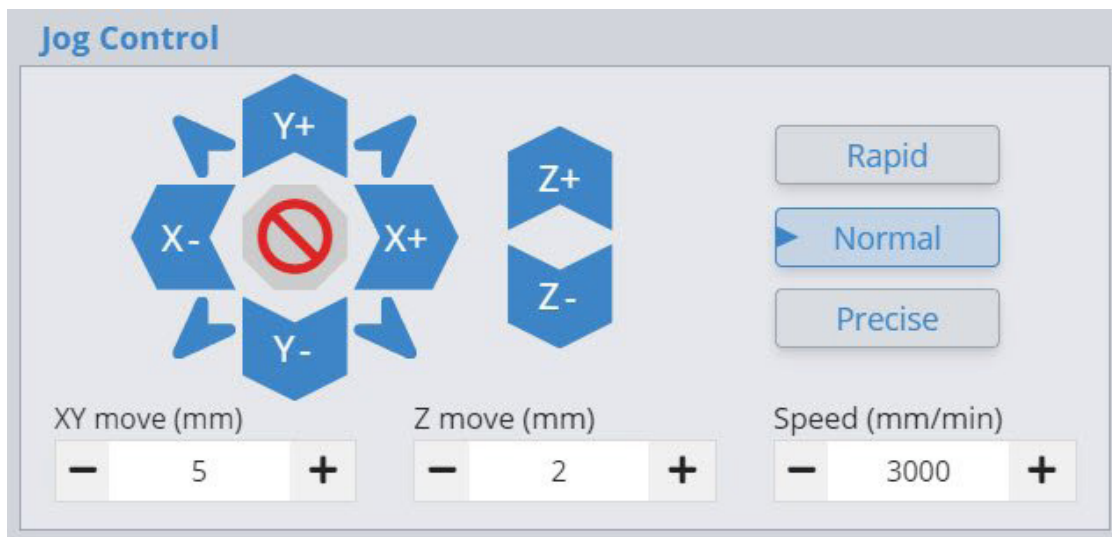 Jog Control
Y+
X- X+
Y-
Z+
Z-
Rapid
Normal
Precise
XY move (mm) Z move (mm) Speed (mm/min)
− 5 + − 2 + − 3000 +